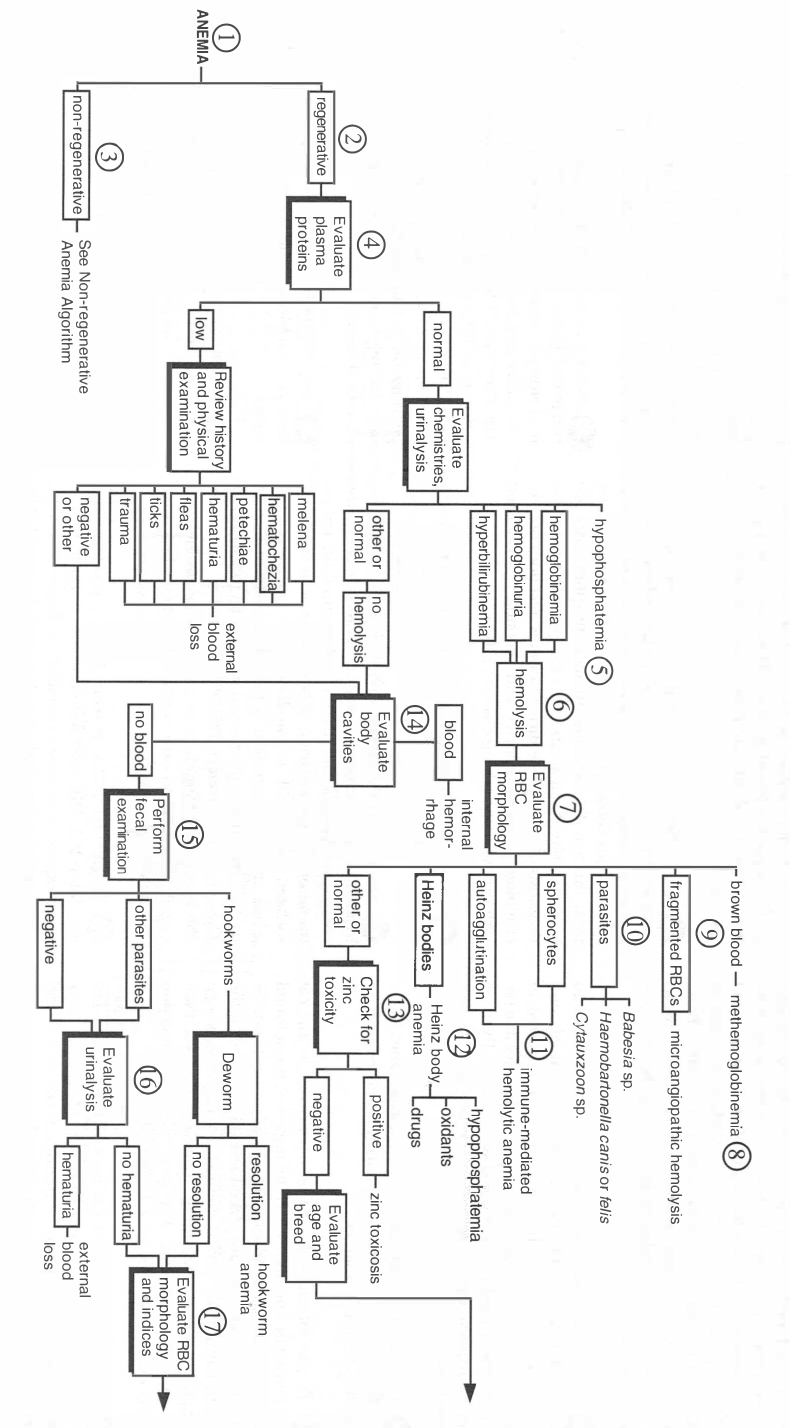 ANEMIA
1
regenerative
2
non-regenerative
3
See Non-regenerative
Anemia Algorithm
Evaluate
plasma
proteins
4
normal
low
Evaluate
chemistries,
urinalysis
Review history
and physical
examination
hypophosphatemia
5
hemoglobinemia
hemoglobinuria
hyperbilirubinemia
other or
normal
melena
hematochezia
petechiae
hematuria
fleas
ticks
trauma
negative
or other
external
blood
loss
no
hemolysis
hemolysis
6
Evaluate
RBC
morphology
7
Evaluate
body
cavities
14
blood
internal
hemor-
rhage
no blood
Perform
fecal
examination
15
brown blood
methemoglobinemia
8
fragmented RBCs
9
microangiopathic hemolysis
parasites
10
Babesia sp.
Haemobartonella canis or felis
Cytauxzoon sp.
spherocytes
autoagglutination
11
immune-mediated
hemolytic anemia
Heinz bodies
Heinz body
anemia
12
hypophosphatemia
oxidants
drugs
other or
normal
Check for
zinc
toxicity
13
positive
zinc toxicosis
negative
Evaluate
age and
breed
hookworms
other parasites
negative
Deworm
resolution
hookworm
anemia
no resolution
Evaluate
urinalysis
16
no hematuria
hematuria
external
blood
loss
Evaluate RBC
morphology
and indices
17